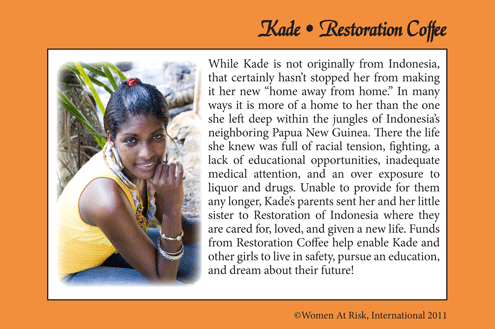 Kade • Restoration Coffee
While Kade is not originally from Indonesia,
that certainly hasn't stopped her from making
it her new “home away from home.” In many
ways it is more of a home to her than the one
she left deep within the jungles of Indonesia's
neighboring Papua New Guinea. There the life
she knew was full of racial tension, fighting, a
lack of educational opportunities, inadequate
medical attention, and an over exposure to
liquor and drugs. Unable to provide for them
any longer, Kade's parents sent her and her little
sister to Restoration of Indonesia where they
are cared for, loved, and given a new life. Funds
from Restoration Coffee help enable Kade and
other girls to live in safety, pursue an education,
and dream about their future!
©Women At Risk, International 2011